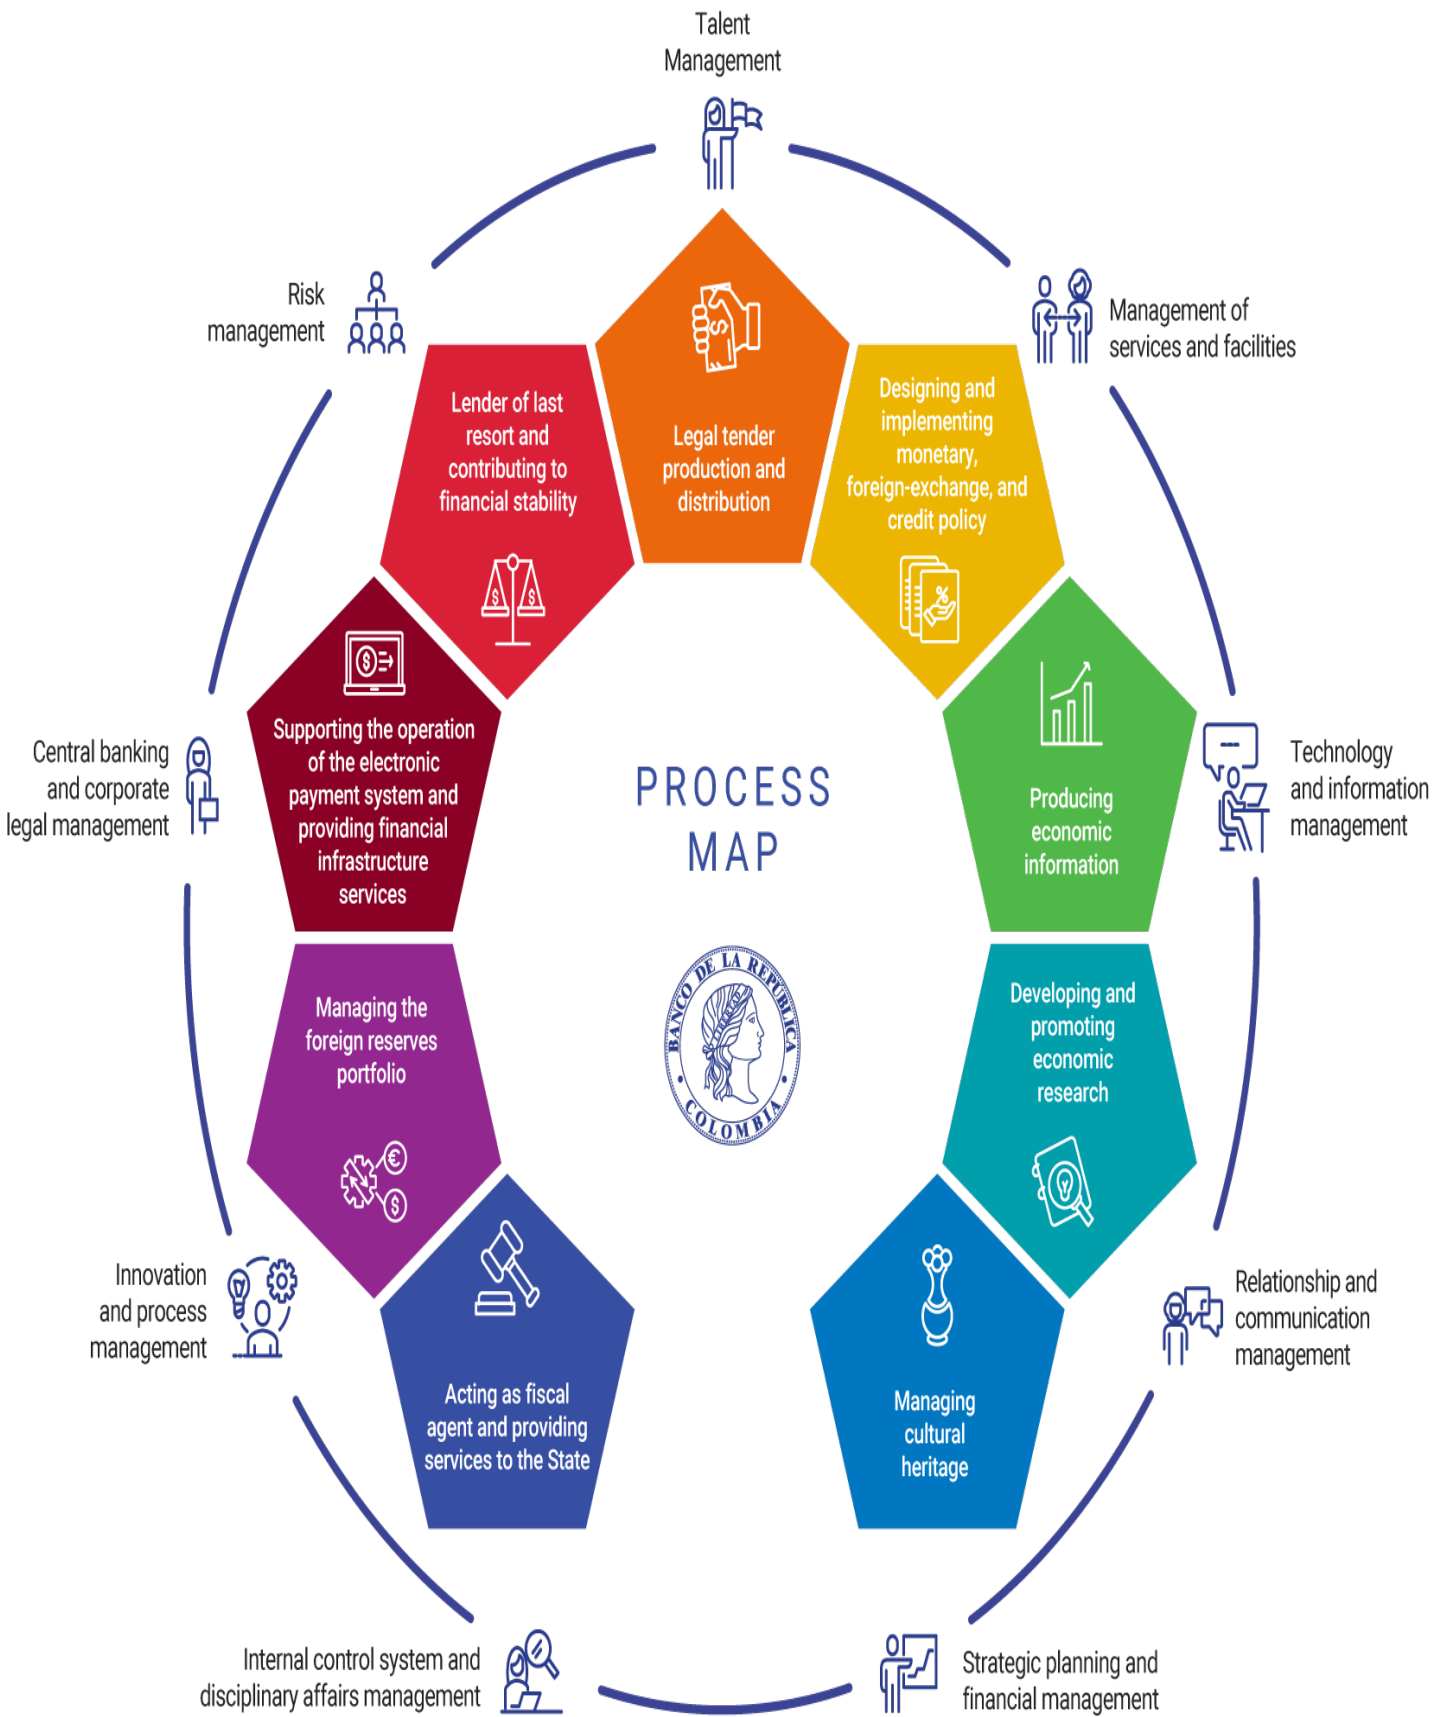 Talent
Management
Risk
management
Management of
services and facilities
Lender of last
resort and
contributing to
financial stability
$
$
$
Legal tender
production and
distribution
Designing and
implementing
monetary,
foreign-exchange, and
credit policy
%
$
Supporting the operation
of the electronic
payment system and
providing financial
infrastructure
services
Producing
economic
information
Central banking
and corporate
legal management
Technology
and information
management
PROCESS
MAP
BANCO DE LA REPÚBLICA
COLOMBIA
Managing the
foreign reserves
portfolio
€
$
Developing and
promoting
economic
research
Innovation
and process
management
Relationship and
communication
management
Acting as fiscal
agent and providing
services to the State
Managing
cultural
heritage
Internal control system and
disciplinary affairs management
Strategic planning and
financial management